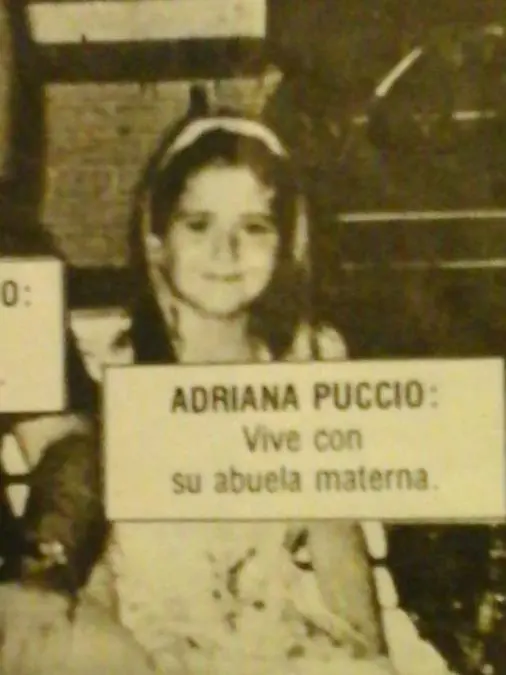 O:
ADRIANA PUCCIO:
Vive con
su abuela materna.